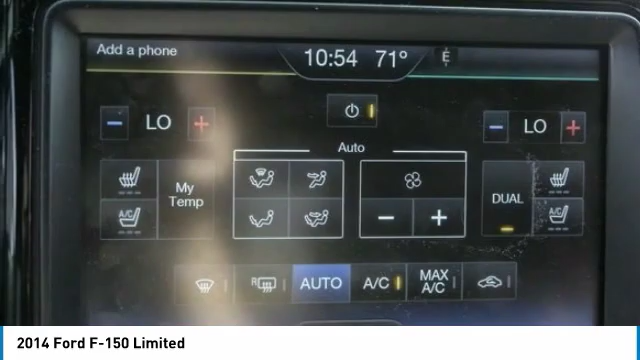 Add a phone
10:54 71° E
LO
LO
Auto
My
Temp
A/C
DUAL
A/C
R
AUTO
A/C
MAX
A/C
2014 Ford F-150 Limited